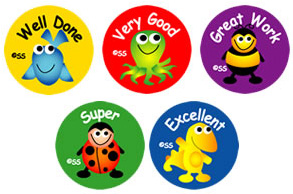 Well Done
©SS
Very Good
©SS
Great Work
©SS
Super
©SS
Excellent
©SS